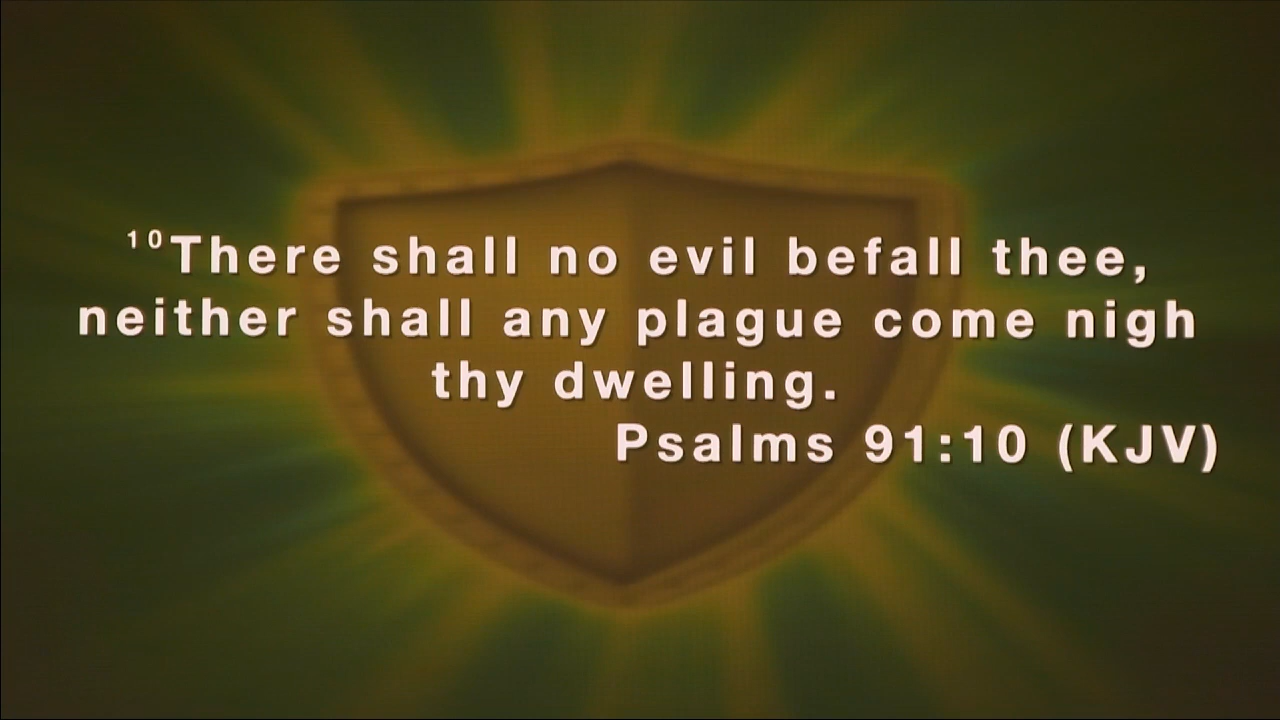 ¹⁰There shall no evil befall thee,
neither shall any plague come nigh
thy dwelling.
Psalms 91:10 (KJV)